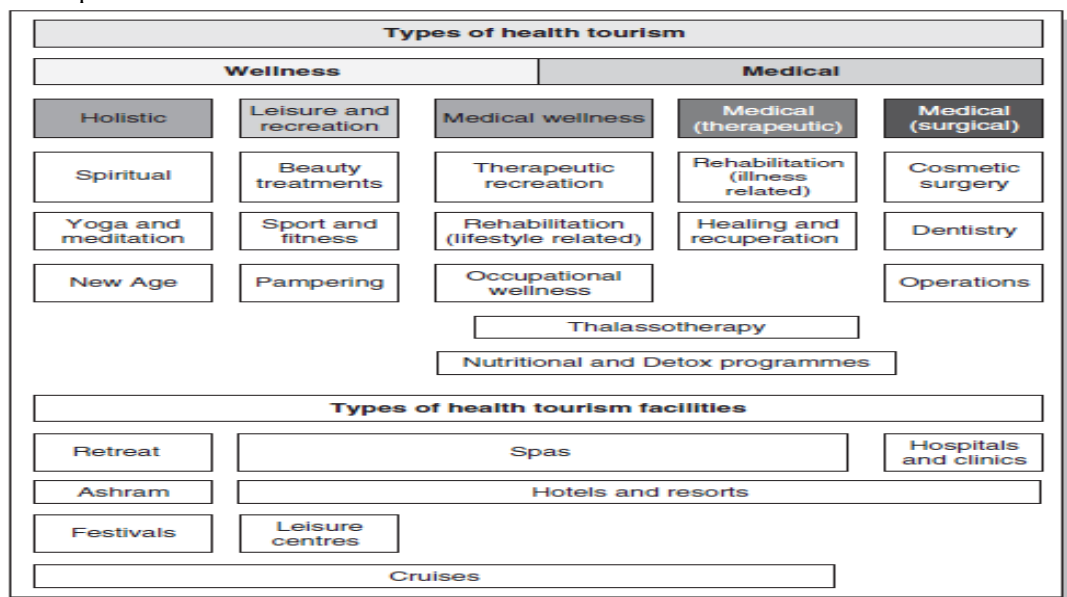 Types of health tourism
Wellness
Medical
Holistic
Leisure and
recreation
Medical wellness
Medical
(therapeutic)
Medical
(surgical)
Spiritual
Beauty
treatments
Therapeutic
recreation
Rehabilitation
(illness
related)
Cosmetic
surgery
Yoga and
meditation
Sport and
fitness
Rehabilitation
(lifestyle related)
Healing and
recuperation
Dentistry
New Age
Pampering
Occupational
wellness
Operations
Thalassotherapy
Nutritional and Detox programmes
Types of health tourism facilities
Retreat
Spas
Hospitals
and clinics
Ashram
Hotels and resorts
Festivals
Leisure
centres
Cruises